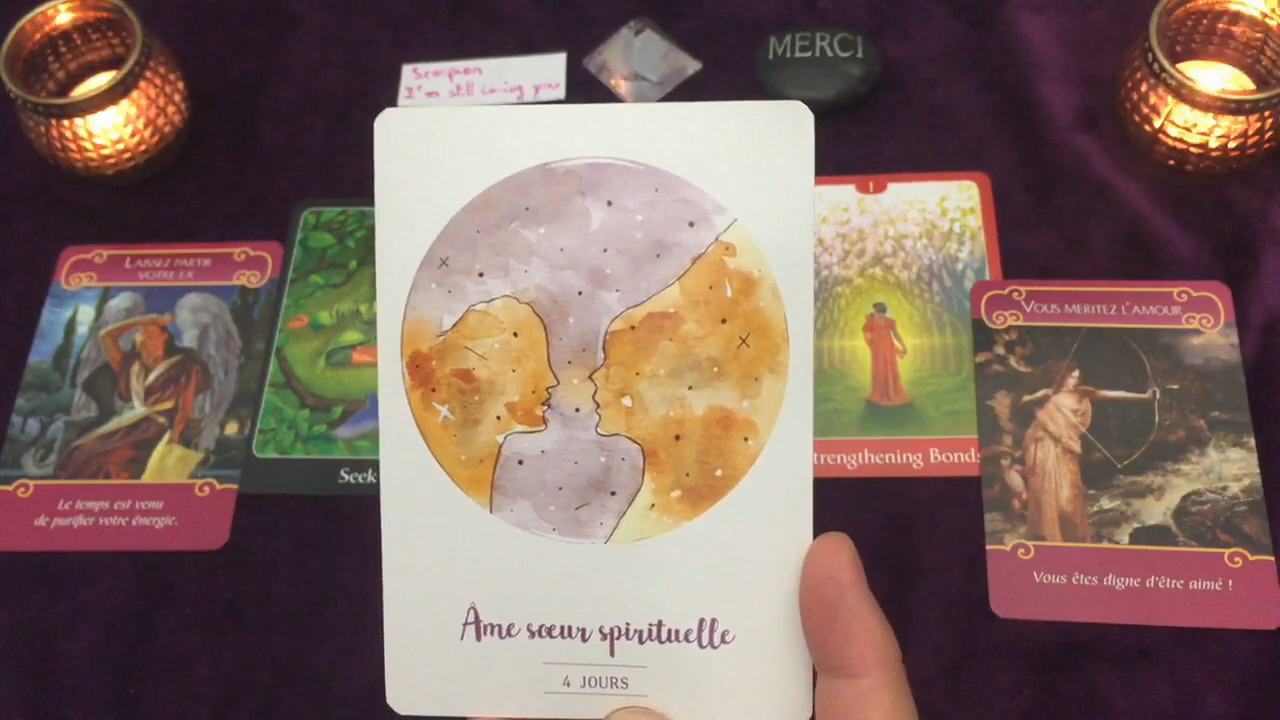 Scorpion
I'm still loving you
MERCI
I
LAISSEZ PARTIR
VOTRE EX
VOUS MERITEZ L'AMOUR
Seek
trengthening Bonds
Le temps est venu
de purifier votre énergie.
Vous êtes digne d'être aimé !
Âme sœur spirituelle
4 JOURS